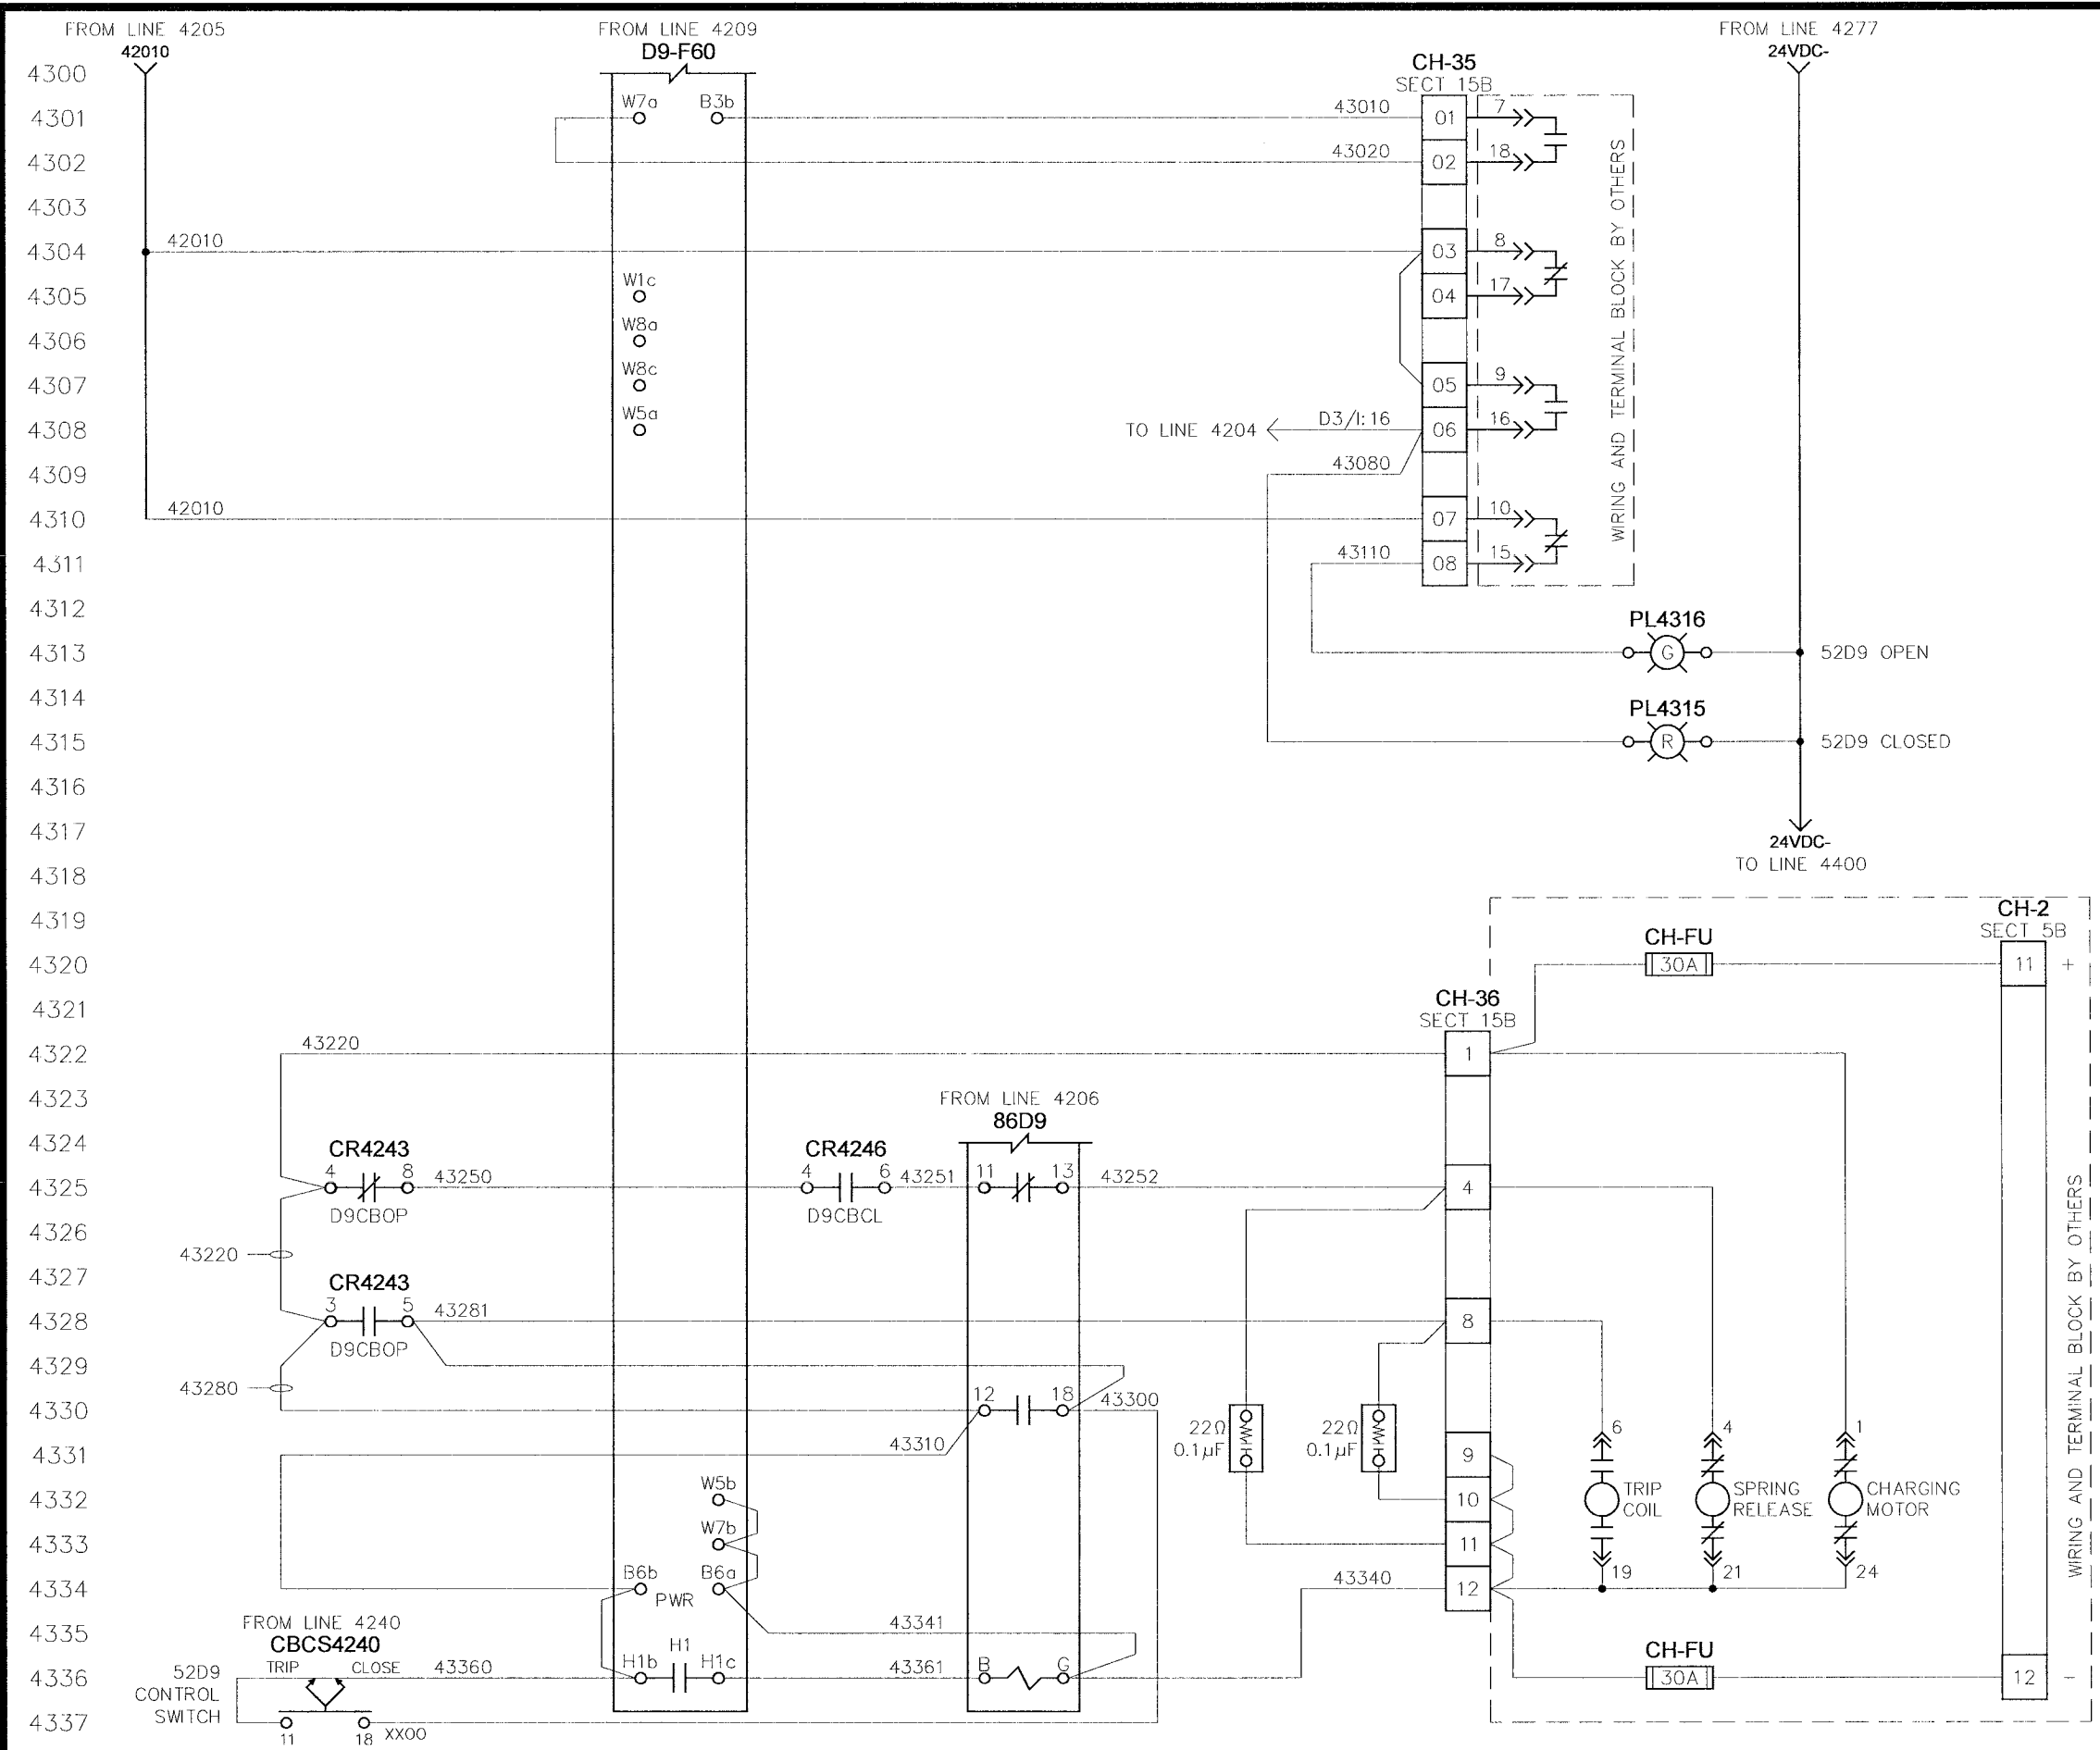 FROM LINE 4205
42010
FROM LINE 4209
D9-F60
FROM LINE 4277
24VDC-
CH-35
SECT 15B
4300
W7a B3b
43010
7
4301
01
4302
43020
02
18
4303
4304
42010
03
8
W1c
4305
04
17
W8a
4306
W8c
4307
05
9
W5a
4308
TO LINE 4204
D3/I:16
06
16
4309
43080
4310
42010
07
10
4311
43110
08
15
WIRING AND TERMINAL BLOCK BY OTHERS
4312
PL4316
4313
G
52D9 OPEN
4314
PL4315
4315
R
52D9 CLOSED
4316
4317
24VDC-
TO LINE 4400
4318
4319
CH-2
SECT 5B
CH-FU
4320
30A
11 +
4321
CH-36
SECT 15B
4322
43220
1
4323
FROM LINE 4206
86D9
4324
CR4243
CR4246
4325
4 8 43250
4 6 43251
11 13 43252
4
D9CBOP
D9CBCL
4326
43220
4327
CR4243
4328
3 5 43281
8
D9CBOP
4329
43280
4330
12 18 43300
22Ω
0.1µF
22Ω
0.1µF
6 4 1
4331
43310
9
W5b
4332
10
TRIP
COIL
SPRING
RELEASE
CHARGING
MOTOR
W7b
4333
11
B6b B6a
4334
PWR
43340
12
19 21 24
WIRING AND TERMINAL BLOCK BY OTHERS
FROM LINE 4240
CBCS4240
4335
43341
CH-FU
4336
52D9
CONTROL
SWITCH
TRIP CLOSE
43360
H1b H1 H1c
43361
B G
30A
12 -
4337
11 18 XX00